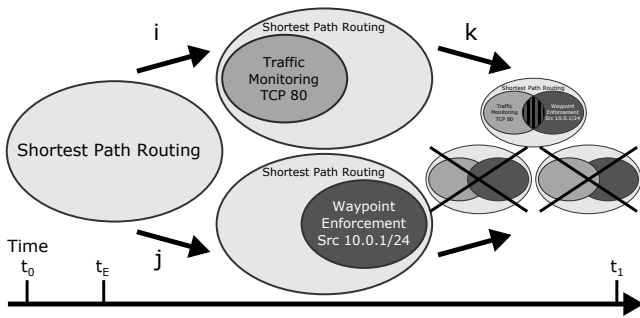 i
Shortest Path Routing
Traffic
Monitoring
TCP 80
k
Shortest Path Routing
Traffic
Monitoring
TCP 80
Waypoint
Enforcement
Src 10.0.1/24
Shortest Path Routing
Shortest Path Routing
Waypoint
Enforcement
Src 10.0.1/24
j
Time
t0
tE
t1